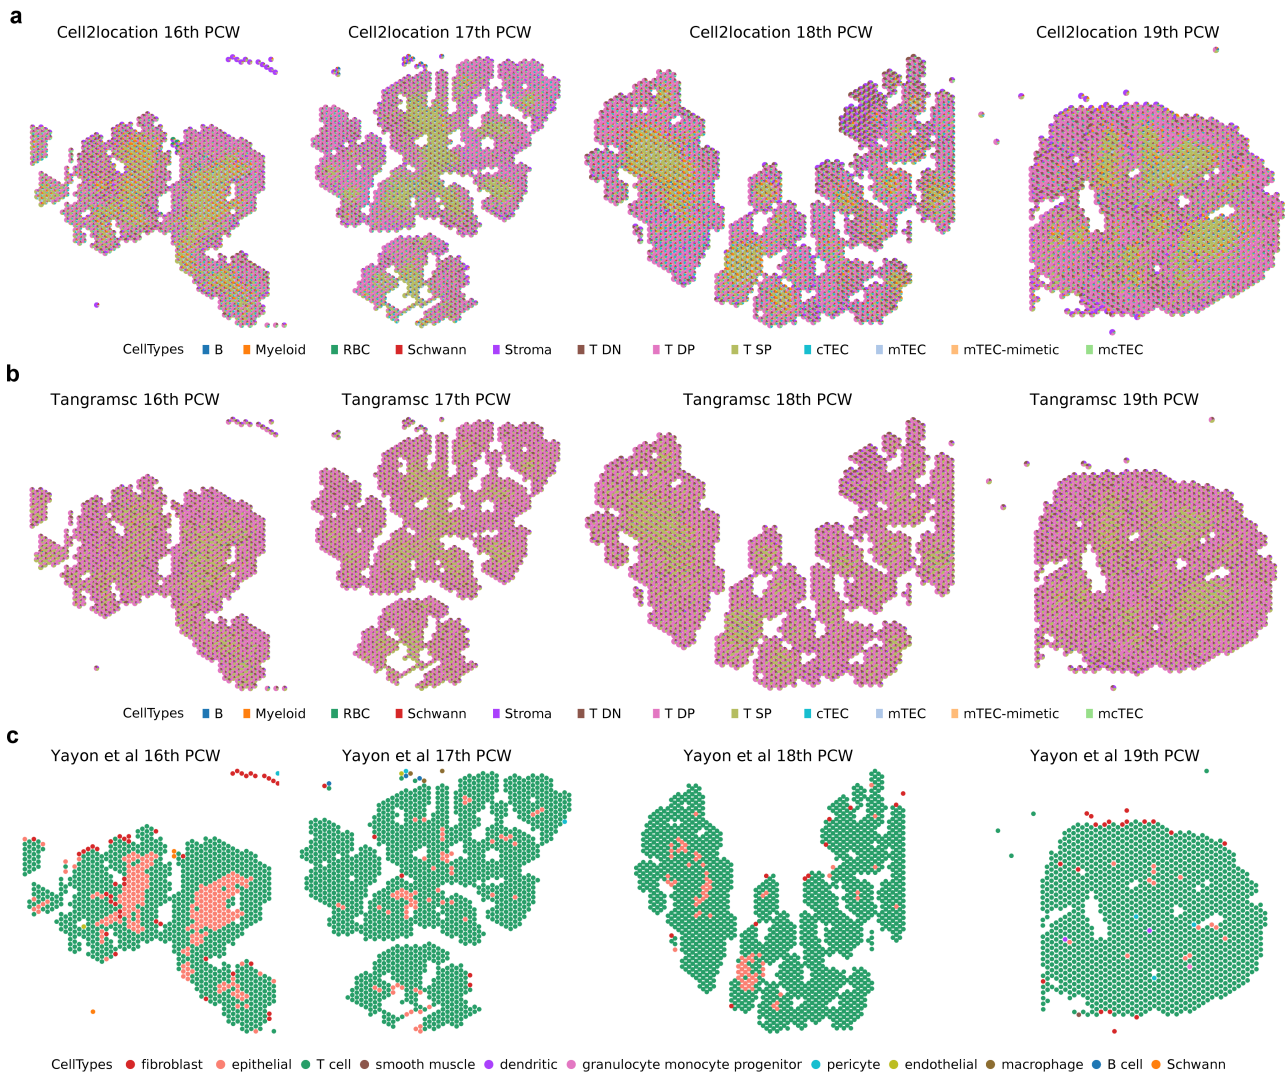 a
Cell2location 16th PCW
Cell2location 17th PCW
Cell2location 18th PCW
Cell2location 19th PCW
CellTypes B Myeloid RBC Schwann Stroma T DN T DP T SP cTEC mTEC mTEC-mimetic mcTEC
b
Tangramsc 16th PCW
Tangramsc 17th PCW
Tangramsc 18th PCW
Tangramsc 19th PCW
CellTypes B Myeloid RBC Schwann Stroma T DN T DP T SP cTEC mTEC mTEC-mimetic mcTEC
c
Yayon et al 16th PCW
Yayon et al 17th PCW
Yayon et al 18th PCW
Yayon et al 19th PCW
CellTypes fibroblast epithelial T cell smooth muscle dendritic granulocyte monocyte progenitor pericyte endothelial macrophage B cell Schwann